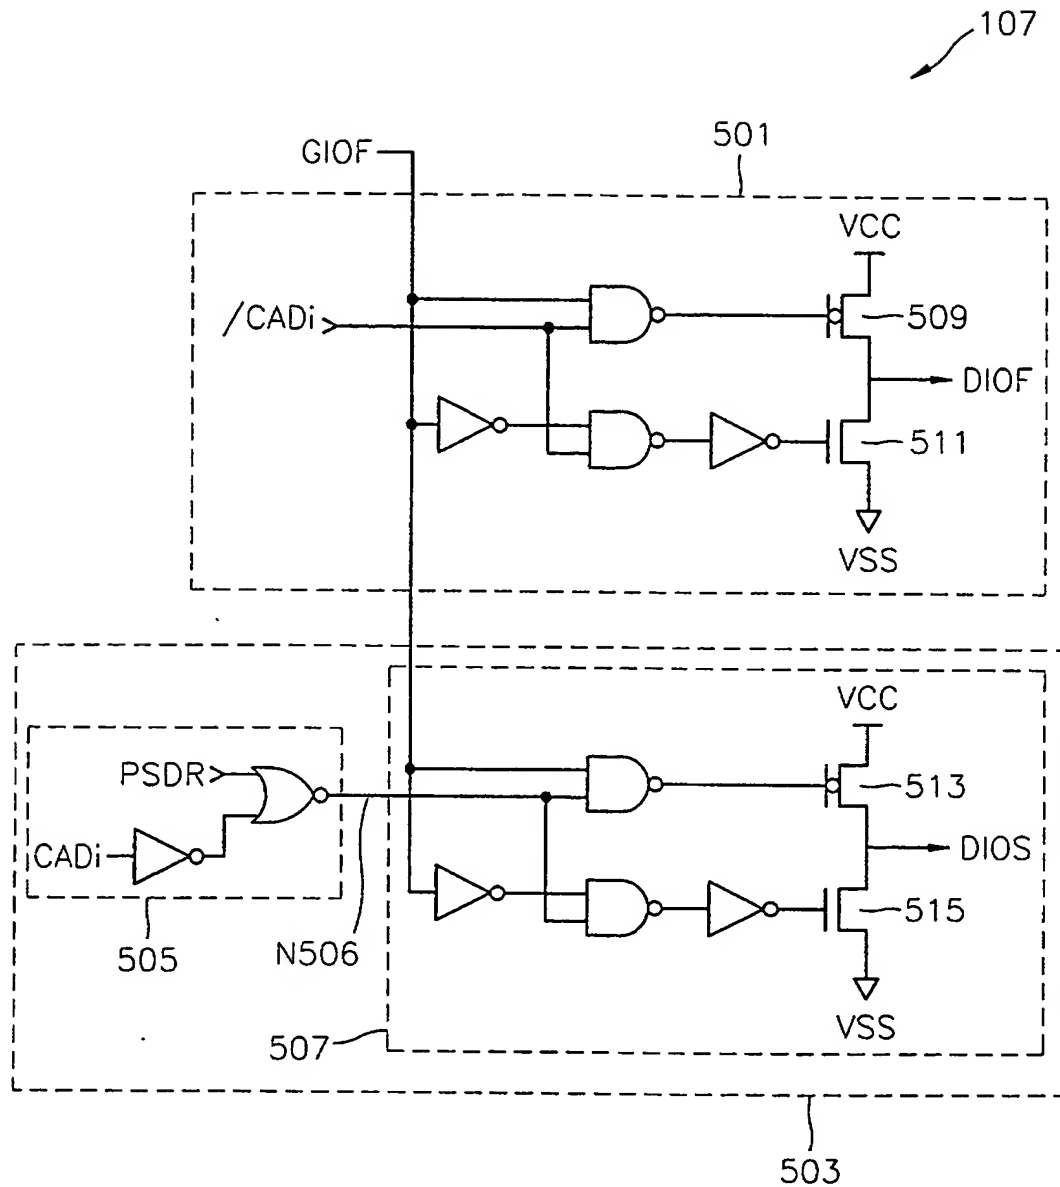 107
501
GIOF
VCC
/CADi
509
DIOF
511
VSS
VCC
PSDR
513
CADi
DIOS
515
505
N506
VSS
507
503